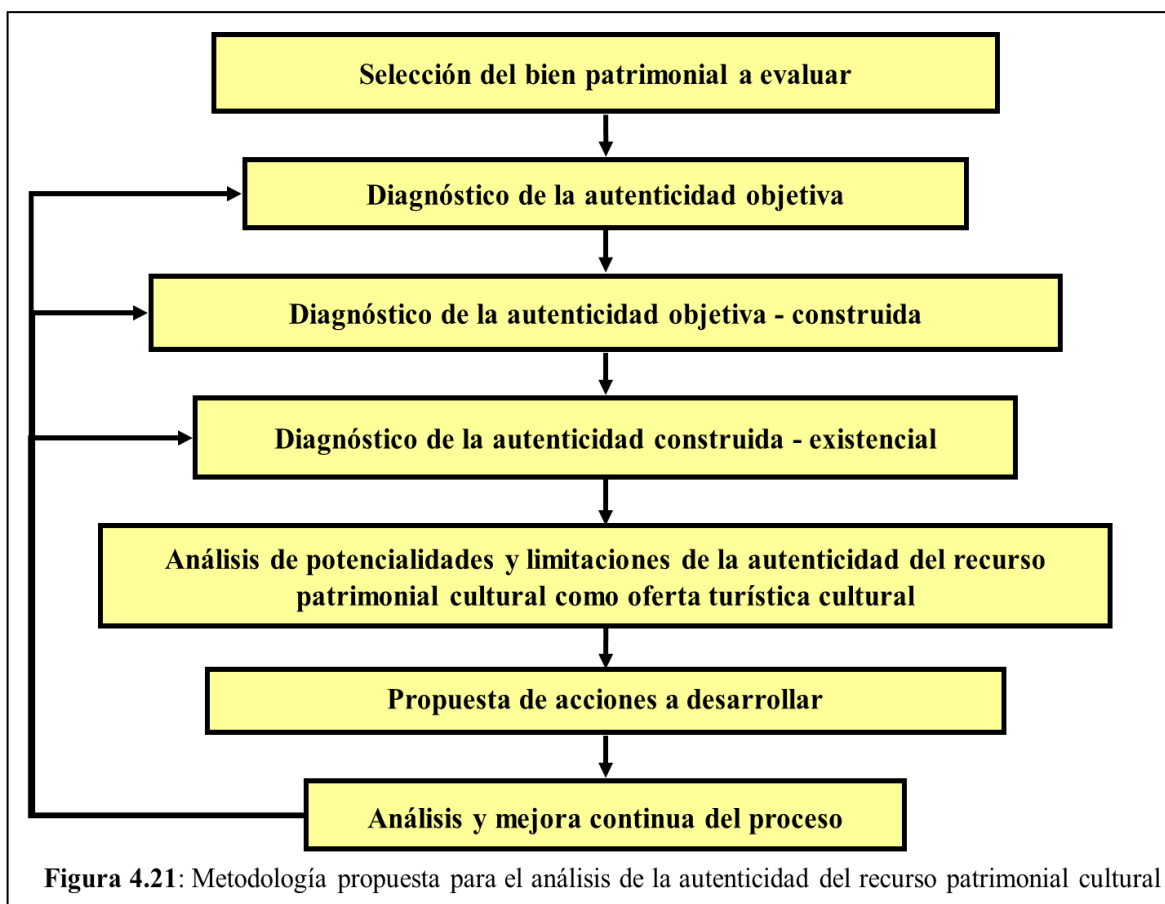 Selección del bien patrimonial a evaluar
Diagnóstico de la autenticidad objetiva
Diagnóstico de la autenticidad objetiva - construida
Diagnóstico de la autenticidad construida - existencial
Análisis de potencialidades y limitaciones de la autenticidad del recurso
patrimonial cultural como oferta turística cultural
Propuesta de acciones a desarrollar
Análisis y mejora continua del proceso
Figura 4.21: Metodología propuesta para el análisis de la autenticidad del recurso patrimonial cultural